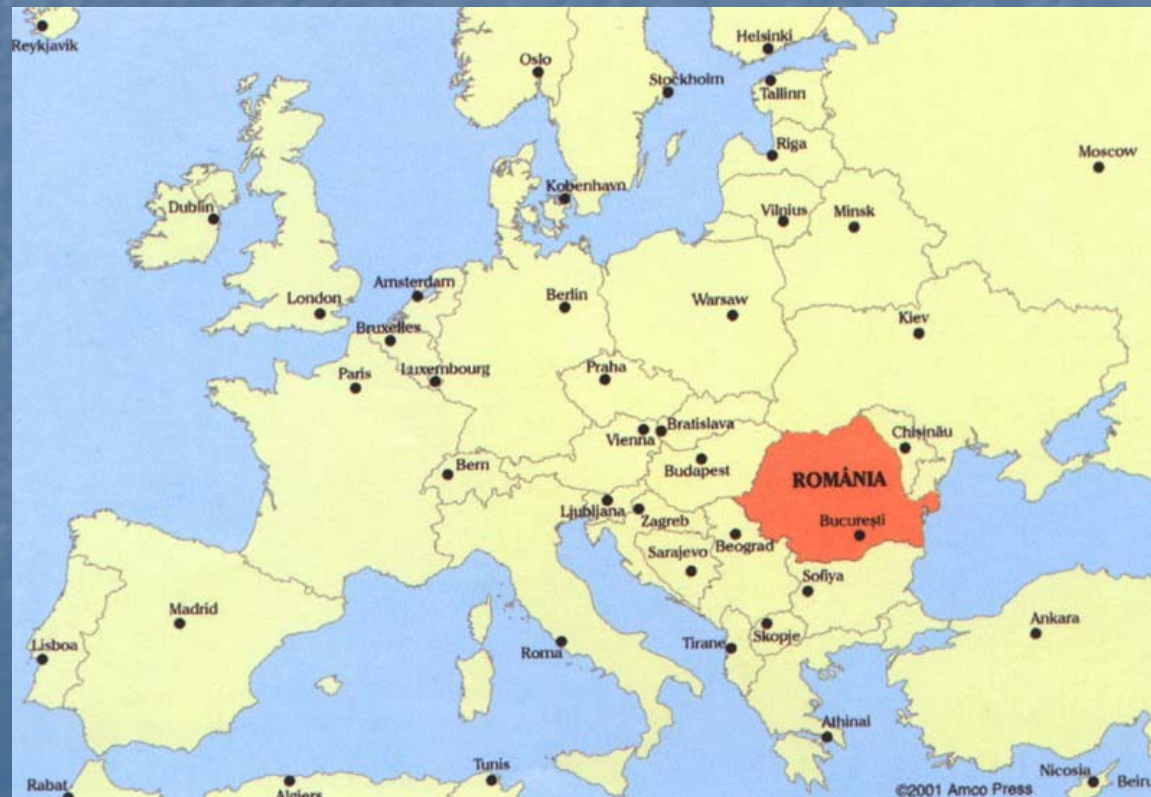 Reykjavik
Helsinki
Oslo
Stockholm
Tallinn
Riga
Moscow
Kobenhavn
Dublin
Vilnius
Minsk
Amsterdam
London
Berlin
Warsaw
Bruxelles
Kiev
Paris
Luxembourg
Praha
Bratislava
Vienna
Chişinău
Bern
Budapest
ROMÂNIA
Ljubljana
Zagreb
Bucureşti
Beograd
Sarajevo
Sofiya
Madrid
Ankara
Lisboa
Roma
Tirane
Skopje
Athinai
Tunis
Nicosia
Rabat
Algiers
Beiru
©2001 Amco Press